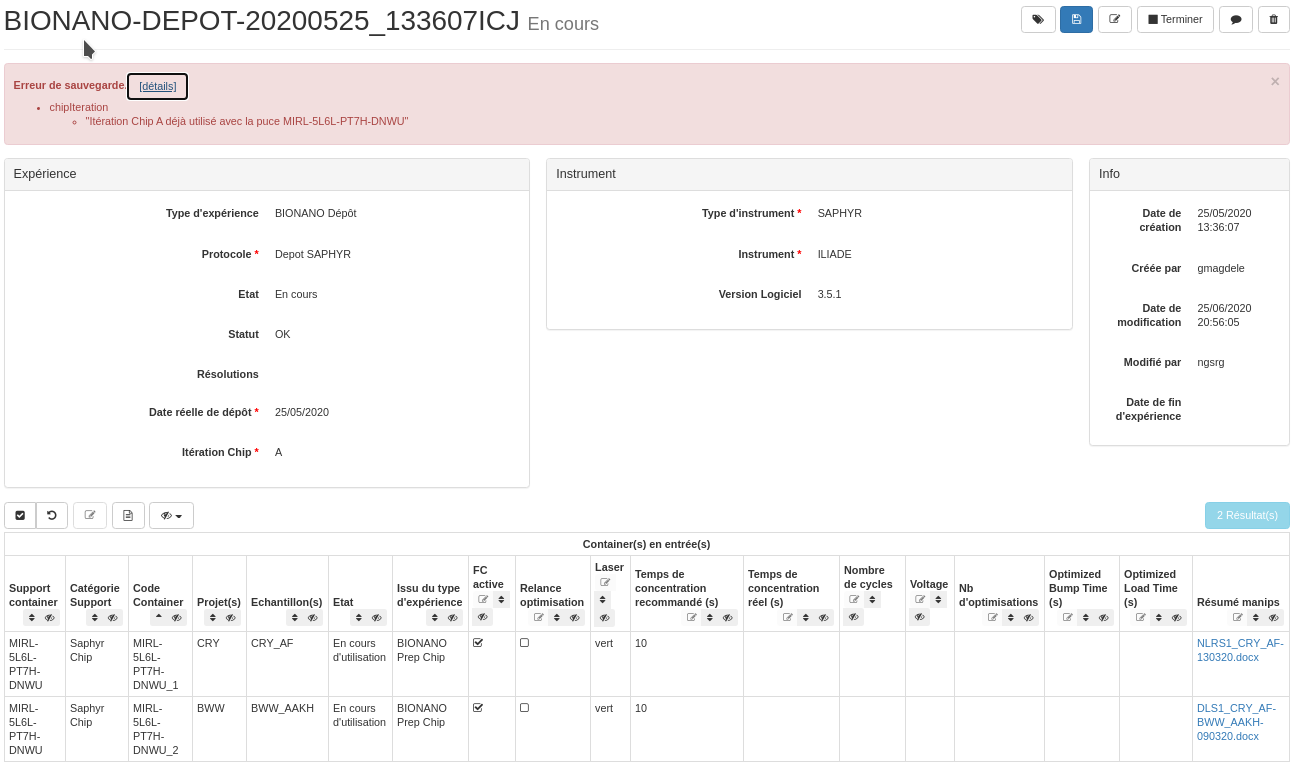 BIONANO-DEPOT-20200525_133607ICJ En cours
Terminer
Erreur de sauvegarde. [détails]
×
chipIteration
"Itération Chip A déjà utilisé avec la puce MIRL-5L6L-PT7H-DNWU"
Expérience
Type d'expérience BIONANO Dépôt
Protocole * Depot SAPHYR
Etat En cours
Statut OK
Résolutions
Date réelle de dépôt * 25/05/2020
Itération Chip * A
Instrument
Type d'instrument * SAPHYR
Instrument * ILIADE
Version Logiciel 3.5.1
Info
Date de création 25/05/2020 13:36:07
Créée par gmagdele
Date de modification 25/06/2020 20:56:05
Modifié par ngsrg
Date de fin d'expérience
2 Résultat(s)
Container(s) en entrée(s)
Support container
Catégorie Support
Code Container
Projet(s)
Echantillon(s)
Etat
Issu du type d'expérience
FC active
Relance optimisation
Laser
Temps de concentration recommandé (s)
Temps de concentration réel (s)
Nombre de cycles
Voltage
Nb d'optimisations
Optimized Bump Time (s)
Optimized Load Time (s)
Résumé manips
MIRL-5L6L-PT7H-DNWU Saphyr Chip MIRL-5L6L-PT7H-DNWU_1 CRY CRY_AF En cours d'utilisation BIONANO Prep Chip vert 10 NLRS1_CRY_AF-130320.docx
MIRL-5L6L-PT7H-DNWU Saphyr Chip MIRL-5L6L-PT7H-DNWU_2 BWW BWW_AAKH En cours d'utilisation BIONANO Prep Chip vert 10 DLS1_CRY_AF-BWW_AAKH-090320.docx